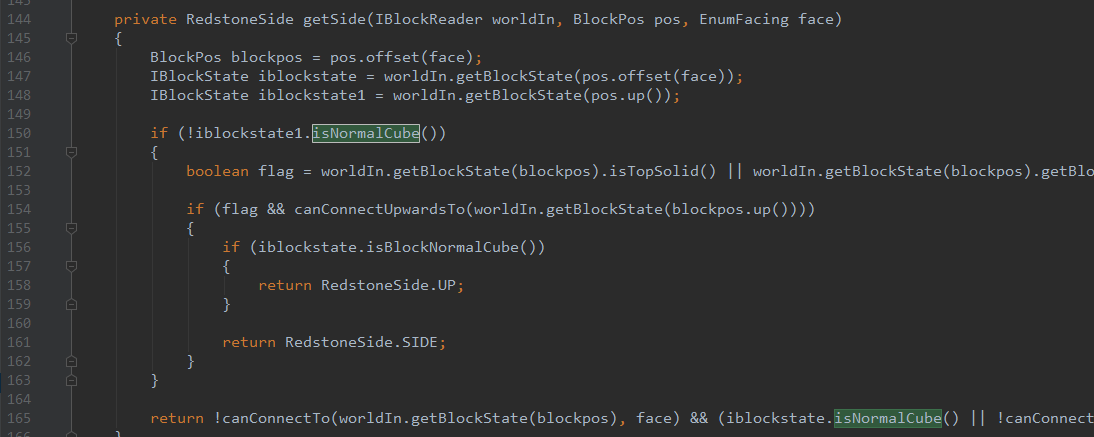 144 private RedstoneSide getSide(IBlockReader worldIn, BlockPos pos, EnumFacing face)
145 {
146 BlockPos blockpos = pos.offset(face);
147 IBlockState iblockstate = worldIn.getBlockState(pos.offset(face));
148 IBlockState iblockstate1 = worldIn.getBlockState(pos.up());
149
150 if (!iblockstate1.isNormalCube())
151 {
152 boolean flag = worldIn.getBlockState(blockpos).isTopSolid() || worldIn.getBlockState(blockpos).getBlo
153
154 if (flag && canConnectUpwardsTo(worldIn.getBlockState(blockpos.up())))
155 {
156 if (iblockstate.isBlockNormalCube())
157 {
158 return RedstoneSide.UP;
159 }
160
161 return RedstoneSide.SIDE;
162 }
163 }
164
165 return !canConnectTo(worldIn.getBlockState(blockpos), face) && (iblockstate.isNormalCube() || !canConnect